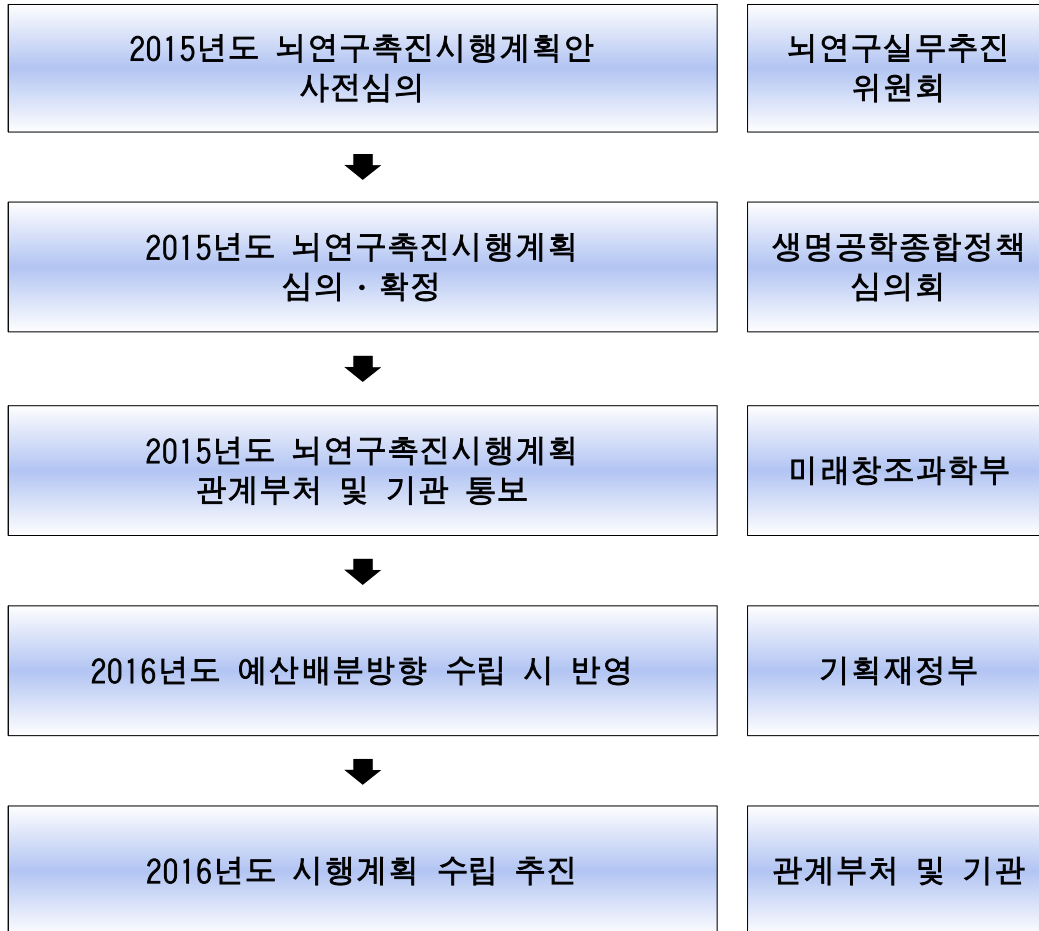 2015년도 뇌연구촉진시행계획안
사전심의
뇌연구실무추진
위원회
2015년도 뇌연구촉진시행계획
심의 · 확정
생명공학종합정책
심의회
2015년도 뇌연구촉진시행계획
관계부처 및 기관 통보
미래창조과학부
2016년도 예산배분방향 수립 시 반영
기획재정부
2016년도 시행계획 수립 추진
관계부처 및 기관